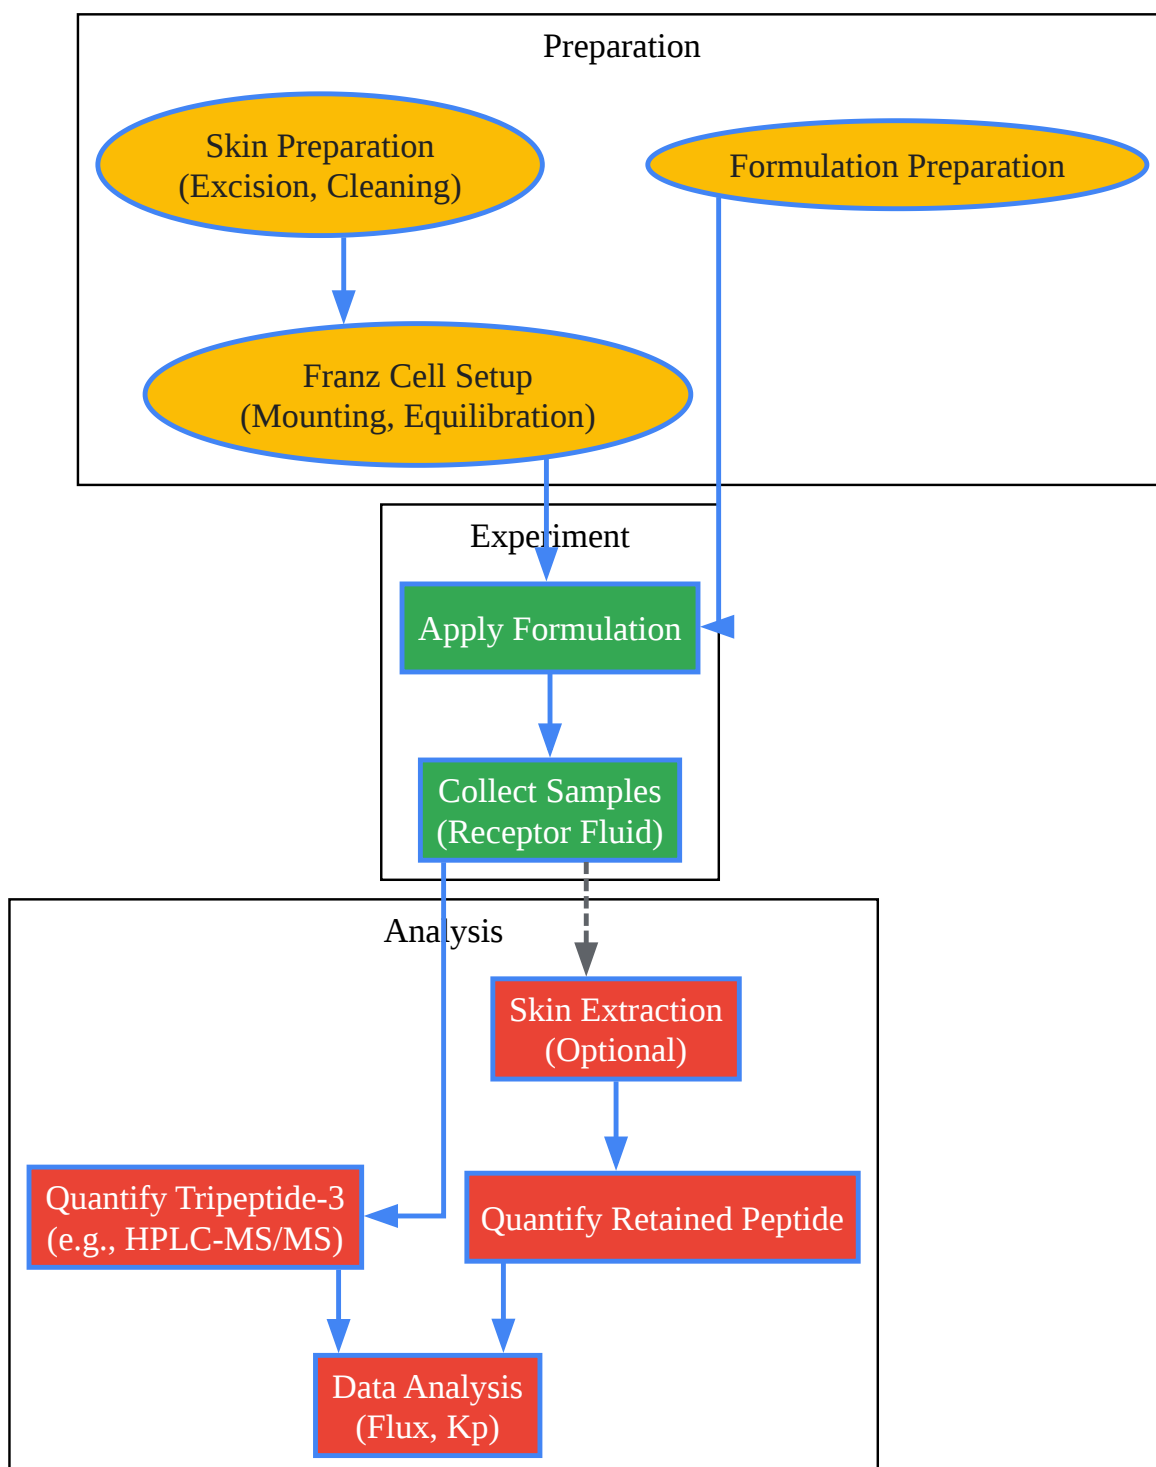 Preparation
Skin Preparation
(Excision, Cleaning)
Formulation Preparation
Franz Cell Setup
(Mounting, Equilibration)
Experiment
Apply Formulation
Collect Samples
(Receptor Fluid)
Analysis
Skin Extraction
(Optional)
Quantify Tripeptide-3
(e.g., HPLC-MS/MS)
Quantify Retained Peptide
Data Analysis
(Flux, Kp)